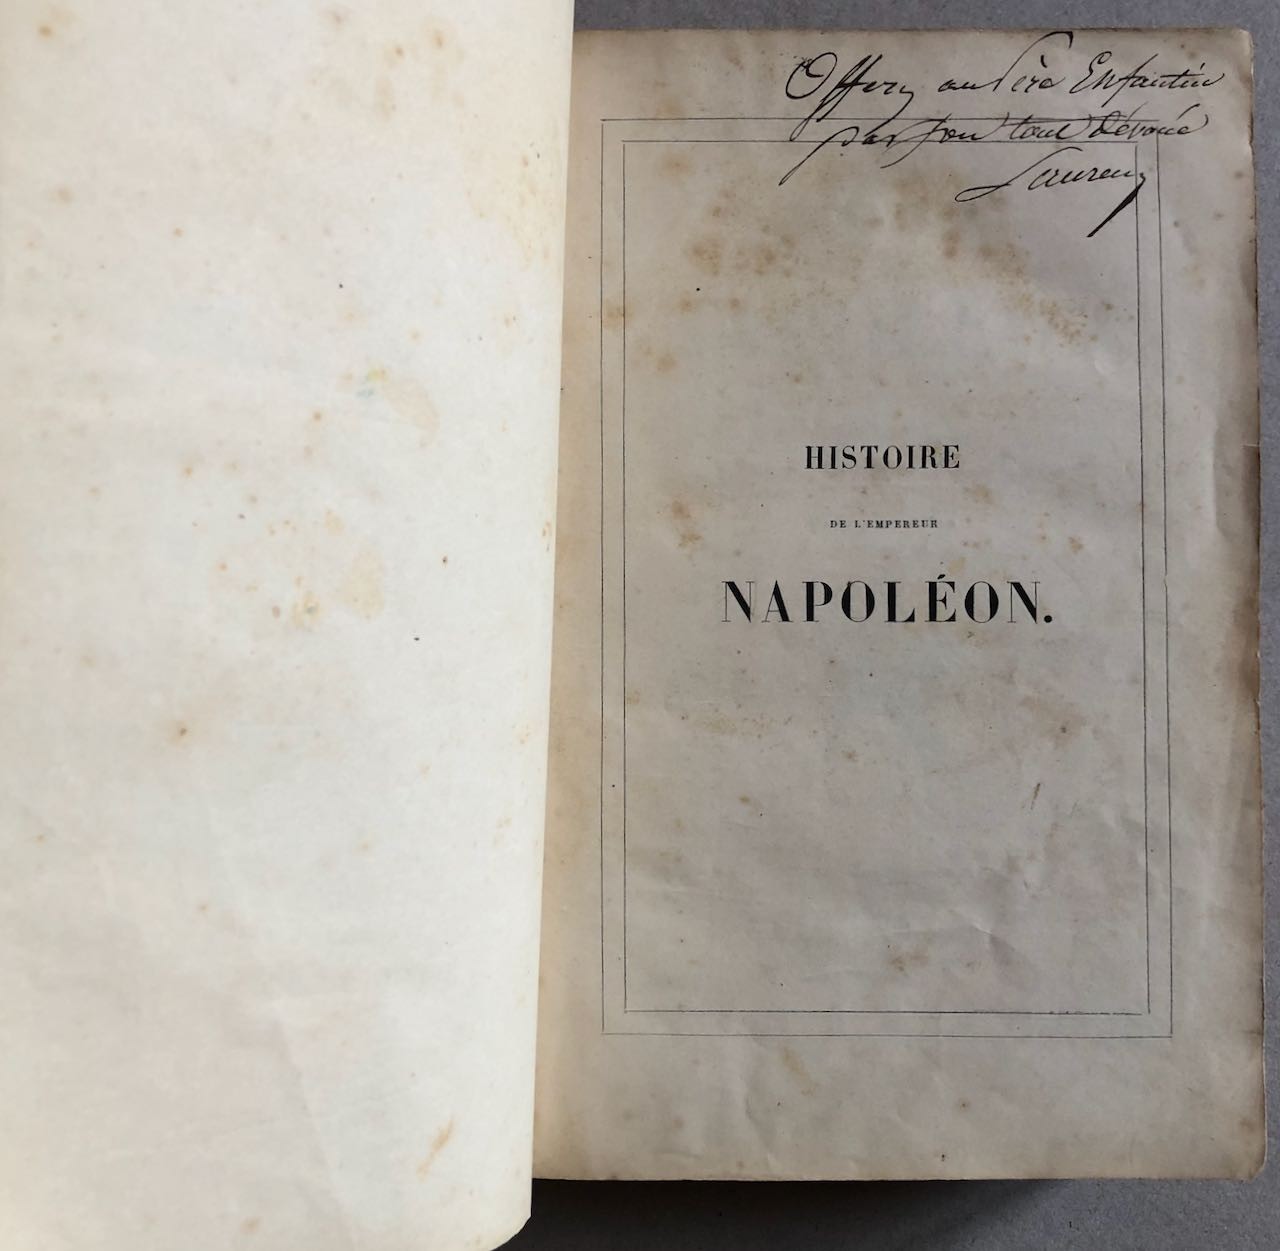 Offert au Père Enfantin
par son tout dévoué
Laurent
HISTOIRE
DE L'EMPEREUR
NAPOLÉON.